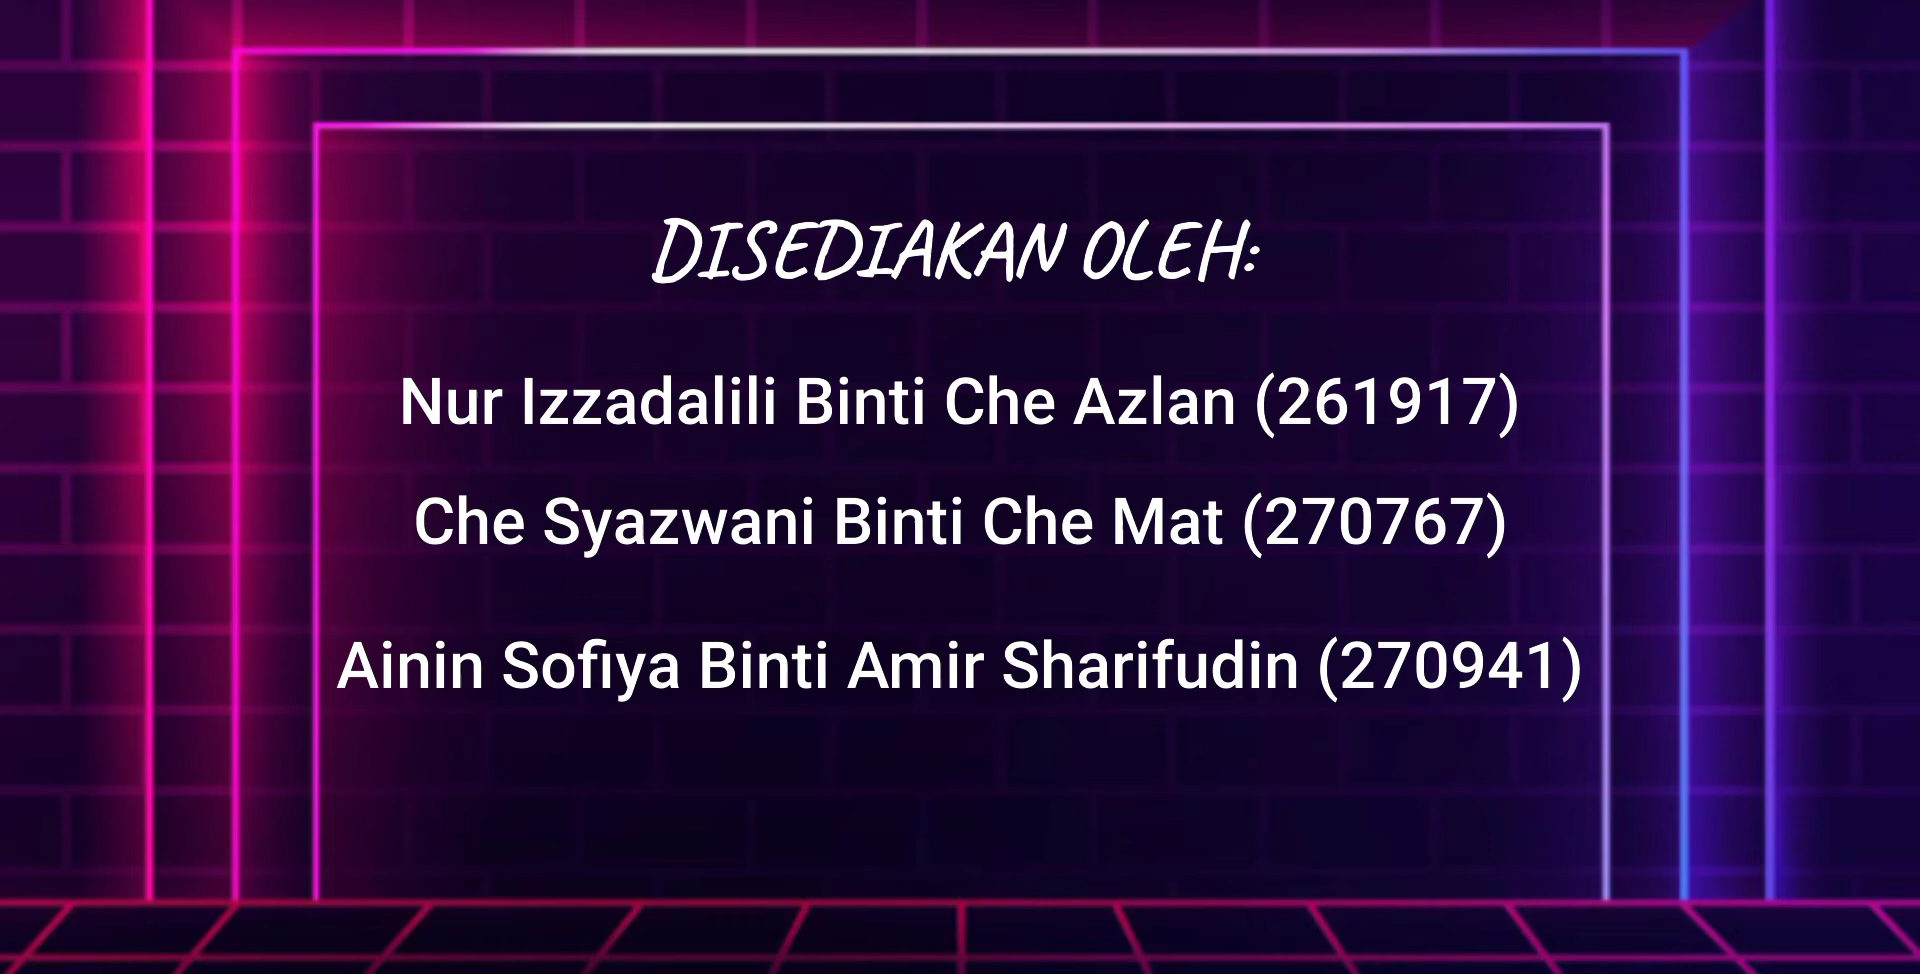 DISEDIAKAN OLEH:
Nur Izzadalili Binti Che Azlan (261917)
Che Syazwani Binti Che Mat (270767)
Ainin Sofiya Binti Amir Sharifudin (270941)